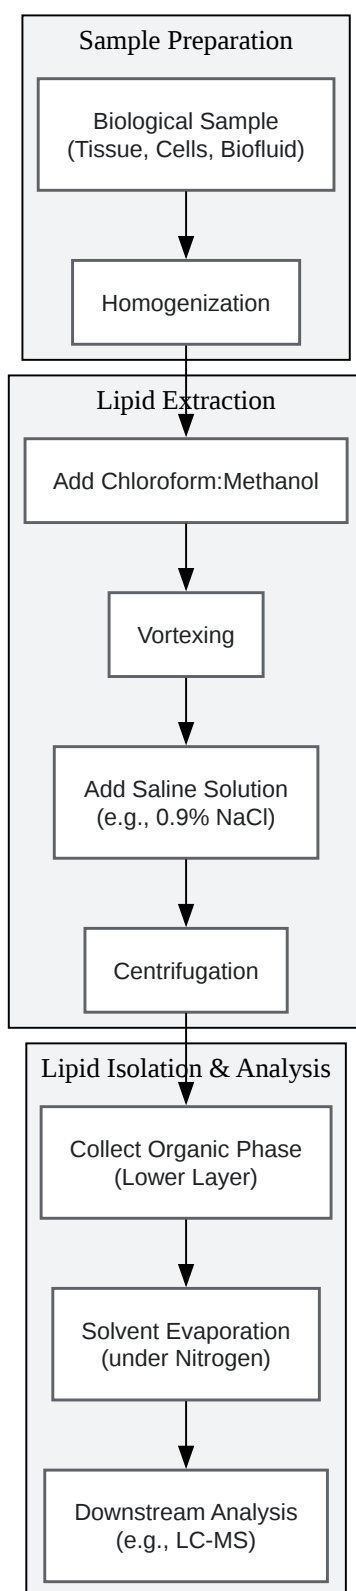 Sample Preparation
Biological Sample
(Tissue, Cells, Biofluid)
Homogenization
Lipid Extraction
Add Chloroform:Methanol
Vortexing
Add Saline Solution
(e.g., 0.9% NaCl)
Centrifugation
Lipid Isolation & Analysis
Collect Organic Phase
(Lower Layer)
Solvent Evaporation
(under Nitrogen)
Downstream Analysis
(e.g., LC-MS)